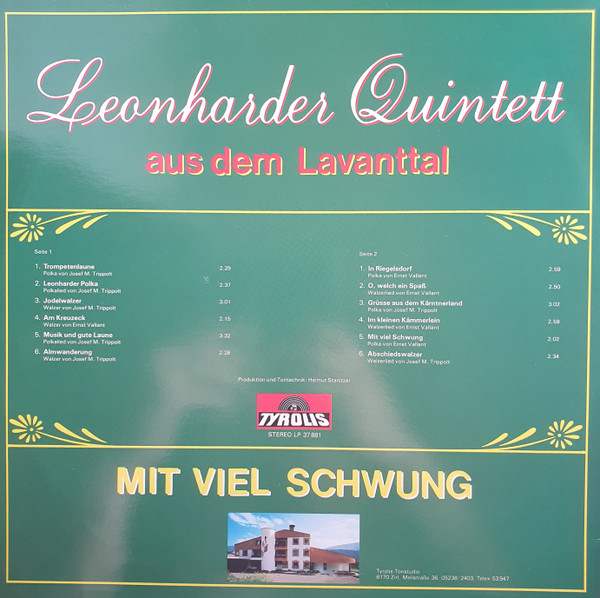 Leonharder Quintett
aus dem Lavanttal
Seite 1
1. Trompetenlaune 2.29
Polka von Josef M. Trippolt
2. Leonharder Polka 2.37
Polkalied von Josef M. Trippolt
3. Jodelwalzer 3.01
Walzer von Josef M. Trippolt
4. Am Kreuzeck 2.15
Walzer von Ernst Vallant
5. Musik und gute Laune 3.32
Polkalied von Josef M. Trippolt
6. Almwanderung 2.28
Walzer von Josef M. Trippolt
Seite 2
1. In Riegelsdorf 2.59
Polka von Ernst Vallant
2. O, welch ein Spaß 2.50
Walzerlied von Ernst Vallant
3. Grüsse aus dem Kärntnerland 3.02
Polka von Josef M. Trippolt
4. Im kleinen Kämmerlein 2.59
Walzerlied von Ernst Vallant
5. Mit viel Schwung 2.02
Polka von Ernst Vallant
6. Abschiedswalzer 2.34
Walzerlied von Josef M. Trippolt
Produktion und Tontechnik: Helmut
TYROLIS
STEREO LP 37 881
MIT VIEL SCHWUNG
Tyrolis Tonstudio
6170 Zirl, Meilstraße 36, 05238/2403, Telex 53947